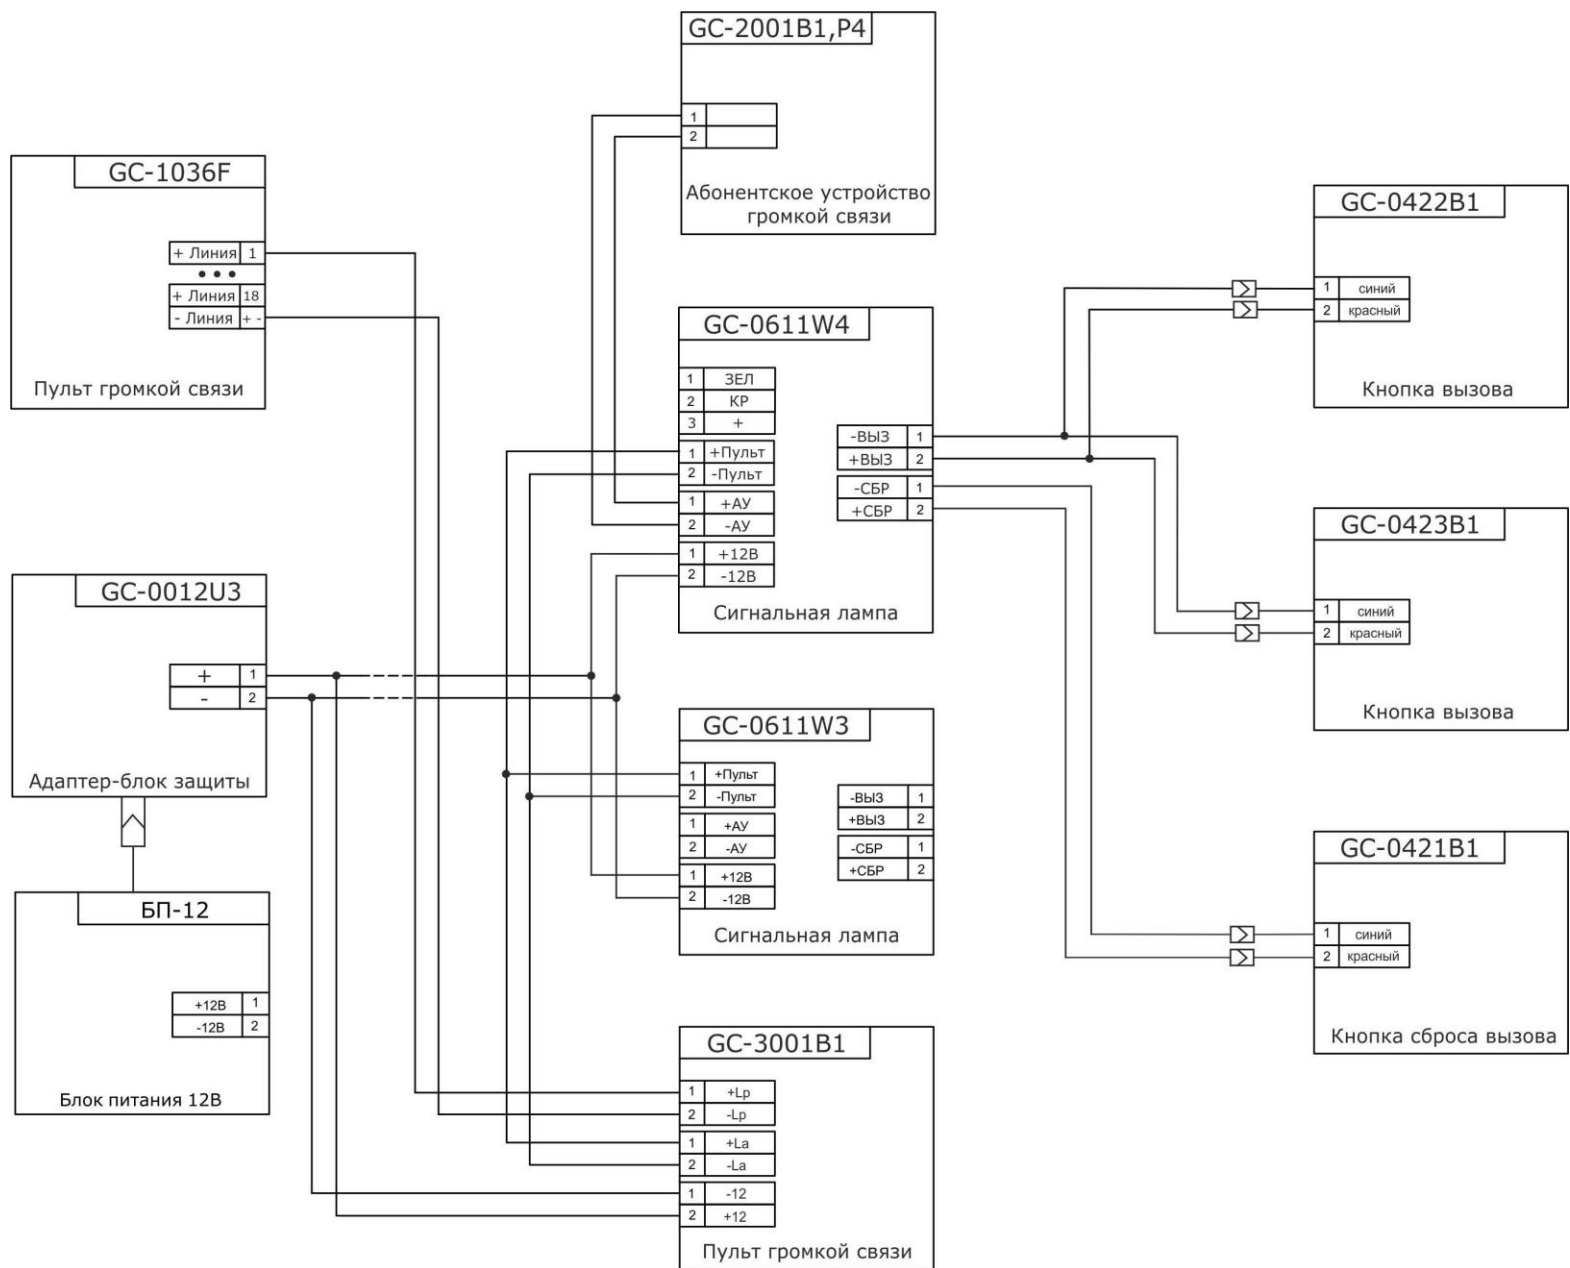 GC-2001B1,P4
1
2
Абонентское устройство
громкой связи
GC-1036F
+ Линия 1
+ Линия 18
- Линия + -
Пульт громкой связи
GC-0611W4
1 ЗЕЛ
2 КР
3 +
1 +Пульт
2 -Пульт
1 +АУ
2 -АУ
1 +12В
2 -12В
-ВЫЗ 1
+ВЫЗ 2
-СБР 1
+СБР 2
Сигнальная лампа
GC-0422B1
1 синий
2 красный
Кнопка вызова
GC-0423B1
1 синий
2 красный
Кнопка вызова
GC-0012U3
+ 1
- 2
Адаптер-блок защиты
GC-0611W3
1 +Пульт
2 -Пульт
1 +АУ
2 -АУ
1 +12В
2 -12В
-ВЫЗ 1
+ВЫЗ 2
-СБР 1
+СБР 2
Сигнальная лампа
GC-0421B1
1 синий
2 красный
Кнопка сброса вызова
БП-12
+12В 1
-12В 2
Блок питания 12В
GC-3001B1
1 +Lp
2 -Lp
1 +La
2 -La
1 -12
2 +12
Пульт громкой связи